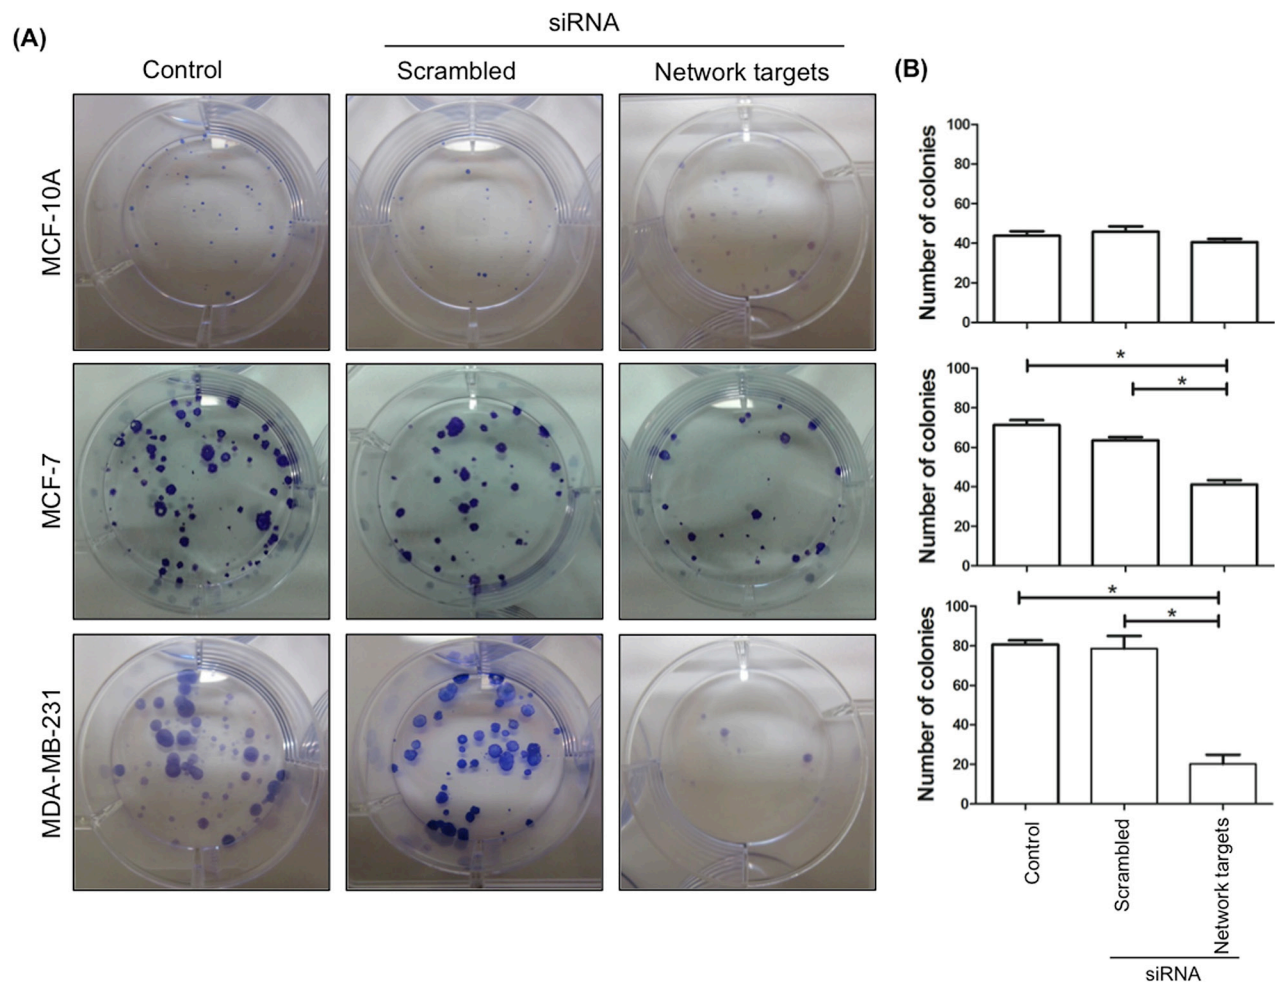 (A)
siRNA
Control
Scrambled
Network targets
MCF-10A
MCF-7
MDA-MB-231
(B)
Number of colonies
100
80
60
40
20
0
Number of colonies
100
80
60
40
20
0
*
*
Number of colonies
100
80
60
40
20
0
*
*
Control
Scrambled
Network targets
siRNA